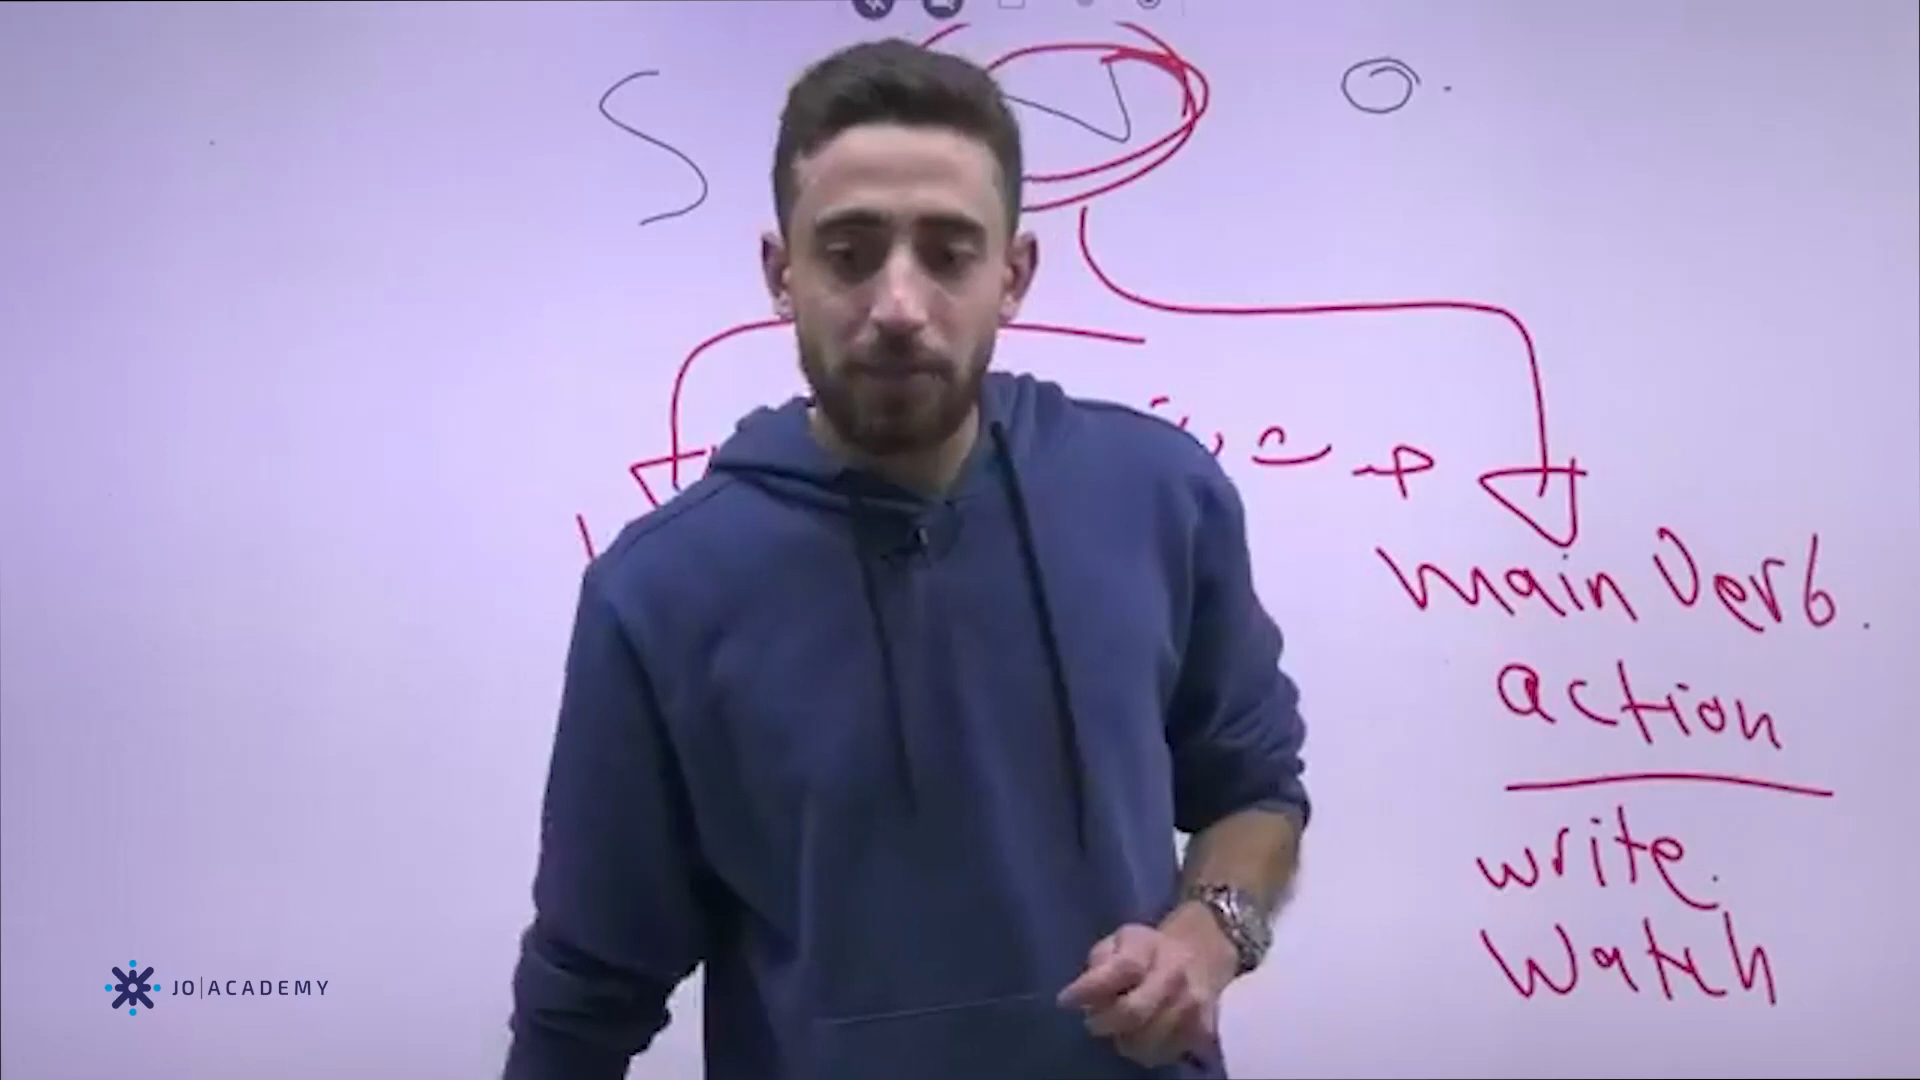 S V O.
main verb.
action
write.
Watch
JO|ACADEMY